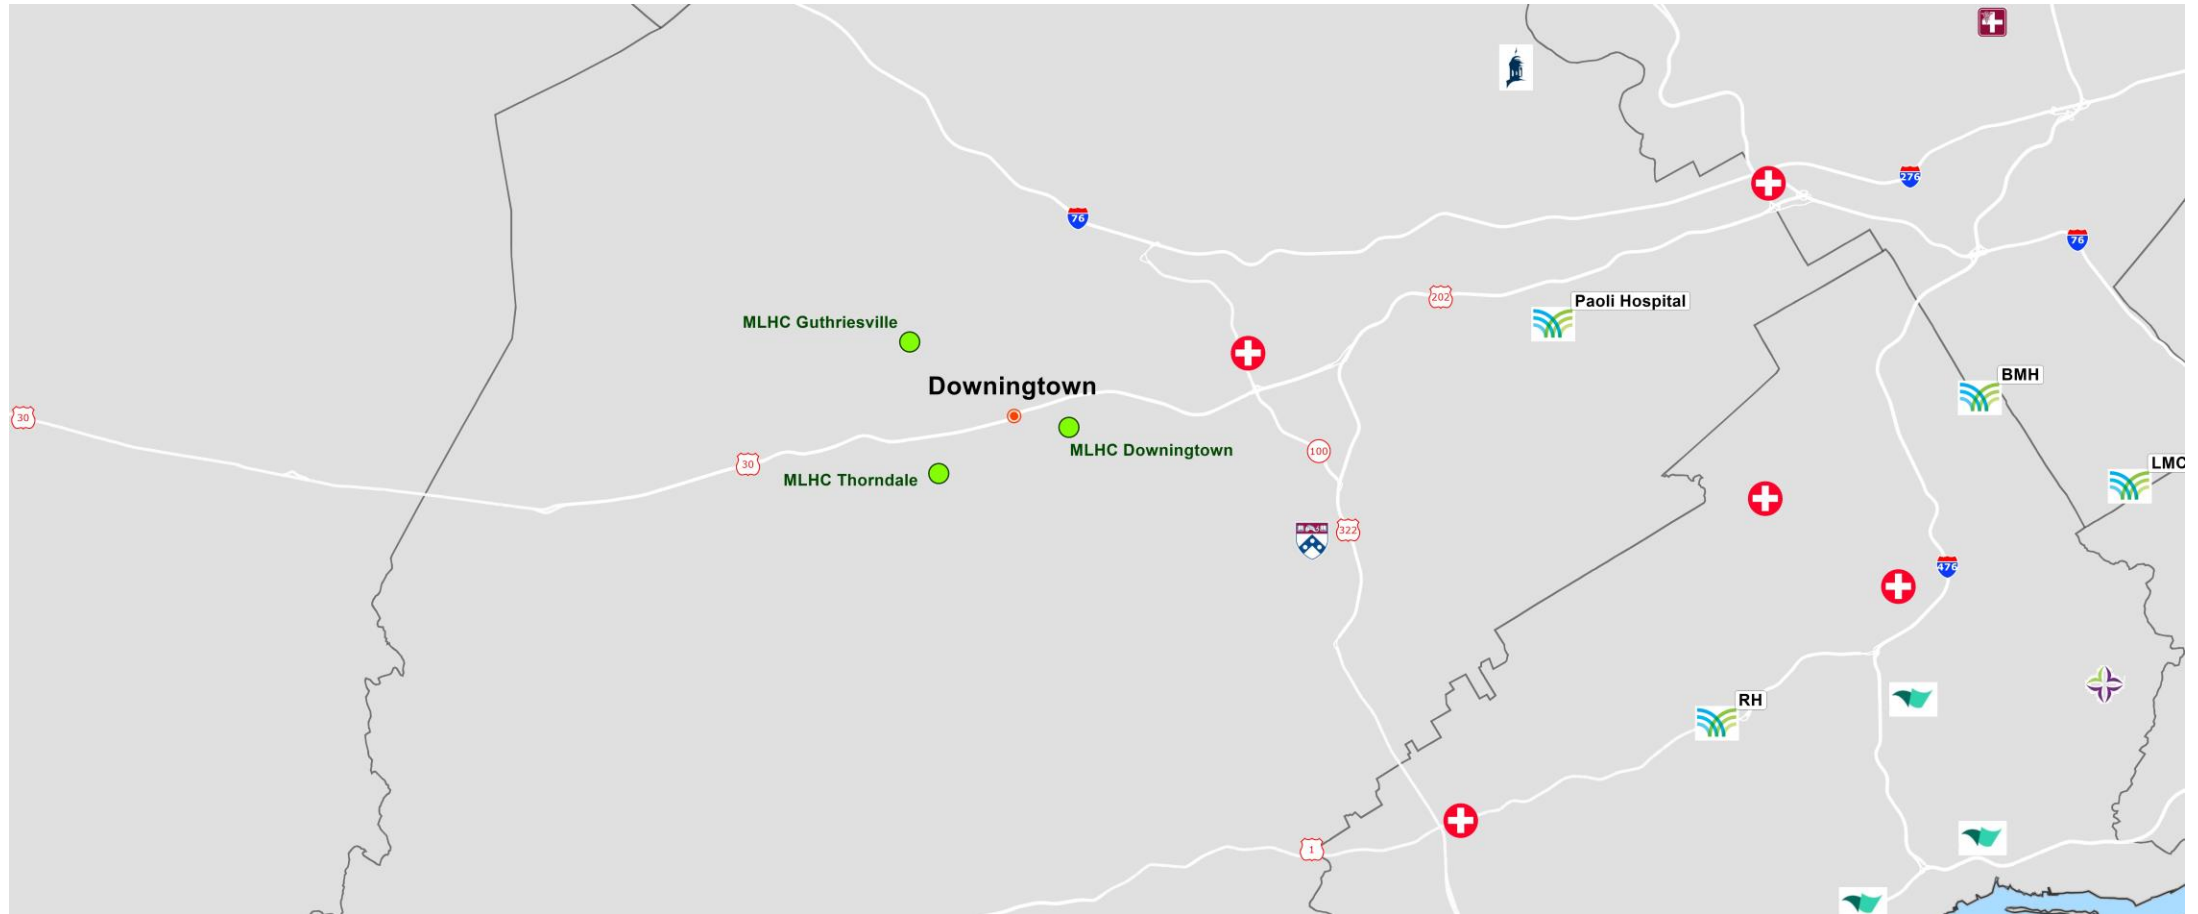 276
76
76
202
Paoli Hospital
MLHC Guthriesville
BMH
Downingtown
30
MLHC Downingtown
100
30
LMC
MLHC Thorndale
322
476
RH
1